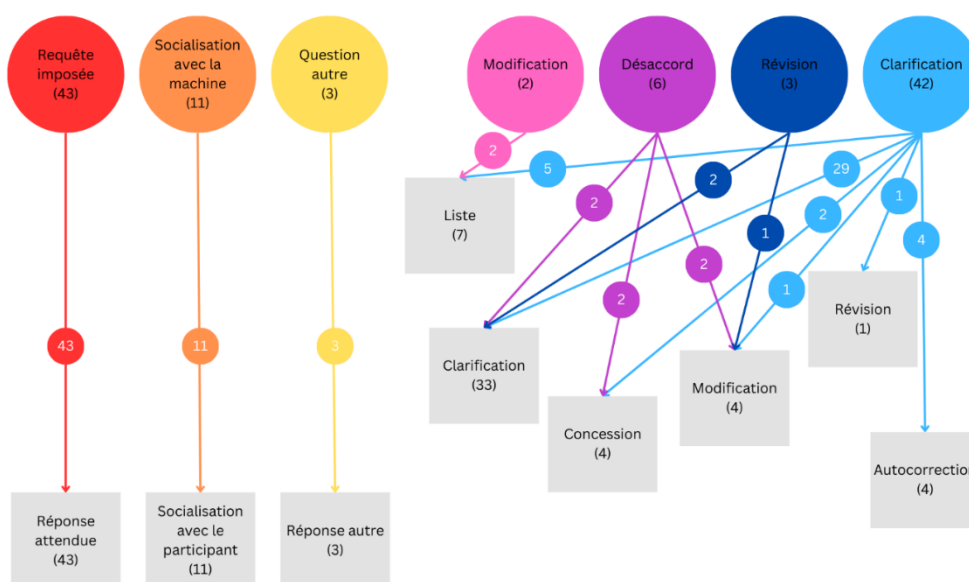 Requête
imposée
(43)
Socialisation
avec la
machine
(11)
Question
autre
(3)
Modification
(2)
Désaccord
(6)
Révision
(3)
Clarification
(42)
2
5
2
29
1
2
2
4
Liste
(7)
1
2
2
1
Révision
(1)
43
11
3
Clarification
(33)
Modification
(4)
Concession
(4)
Autocorrection
(4)
Réponse
attendue
(43)
Socialisation
avec le
participant
(11)
Réponse autre
(3)